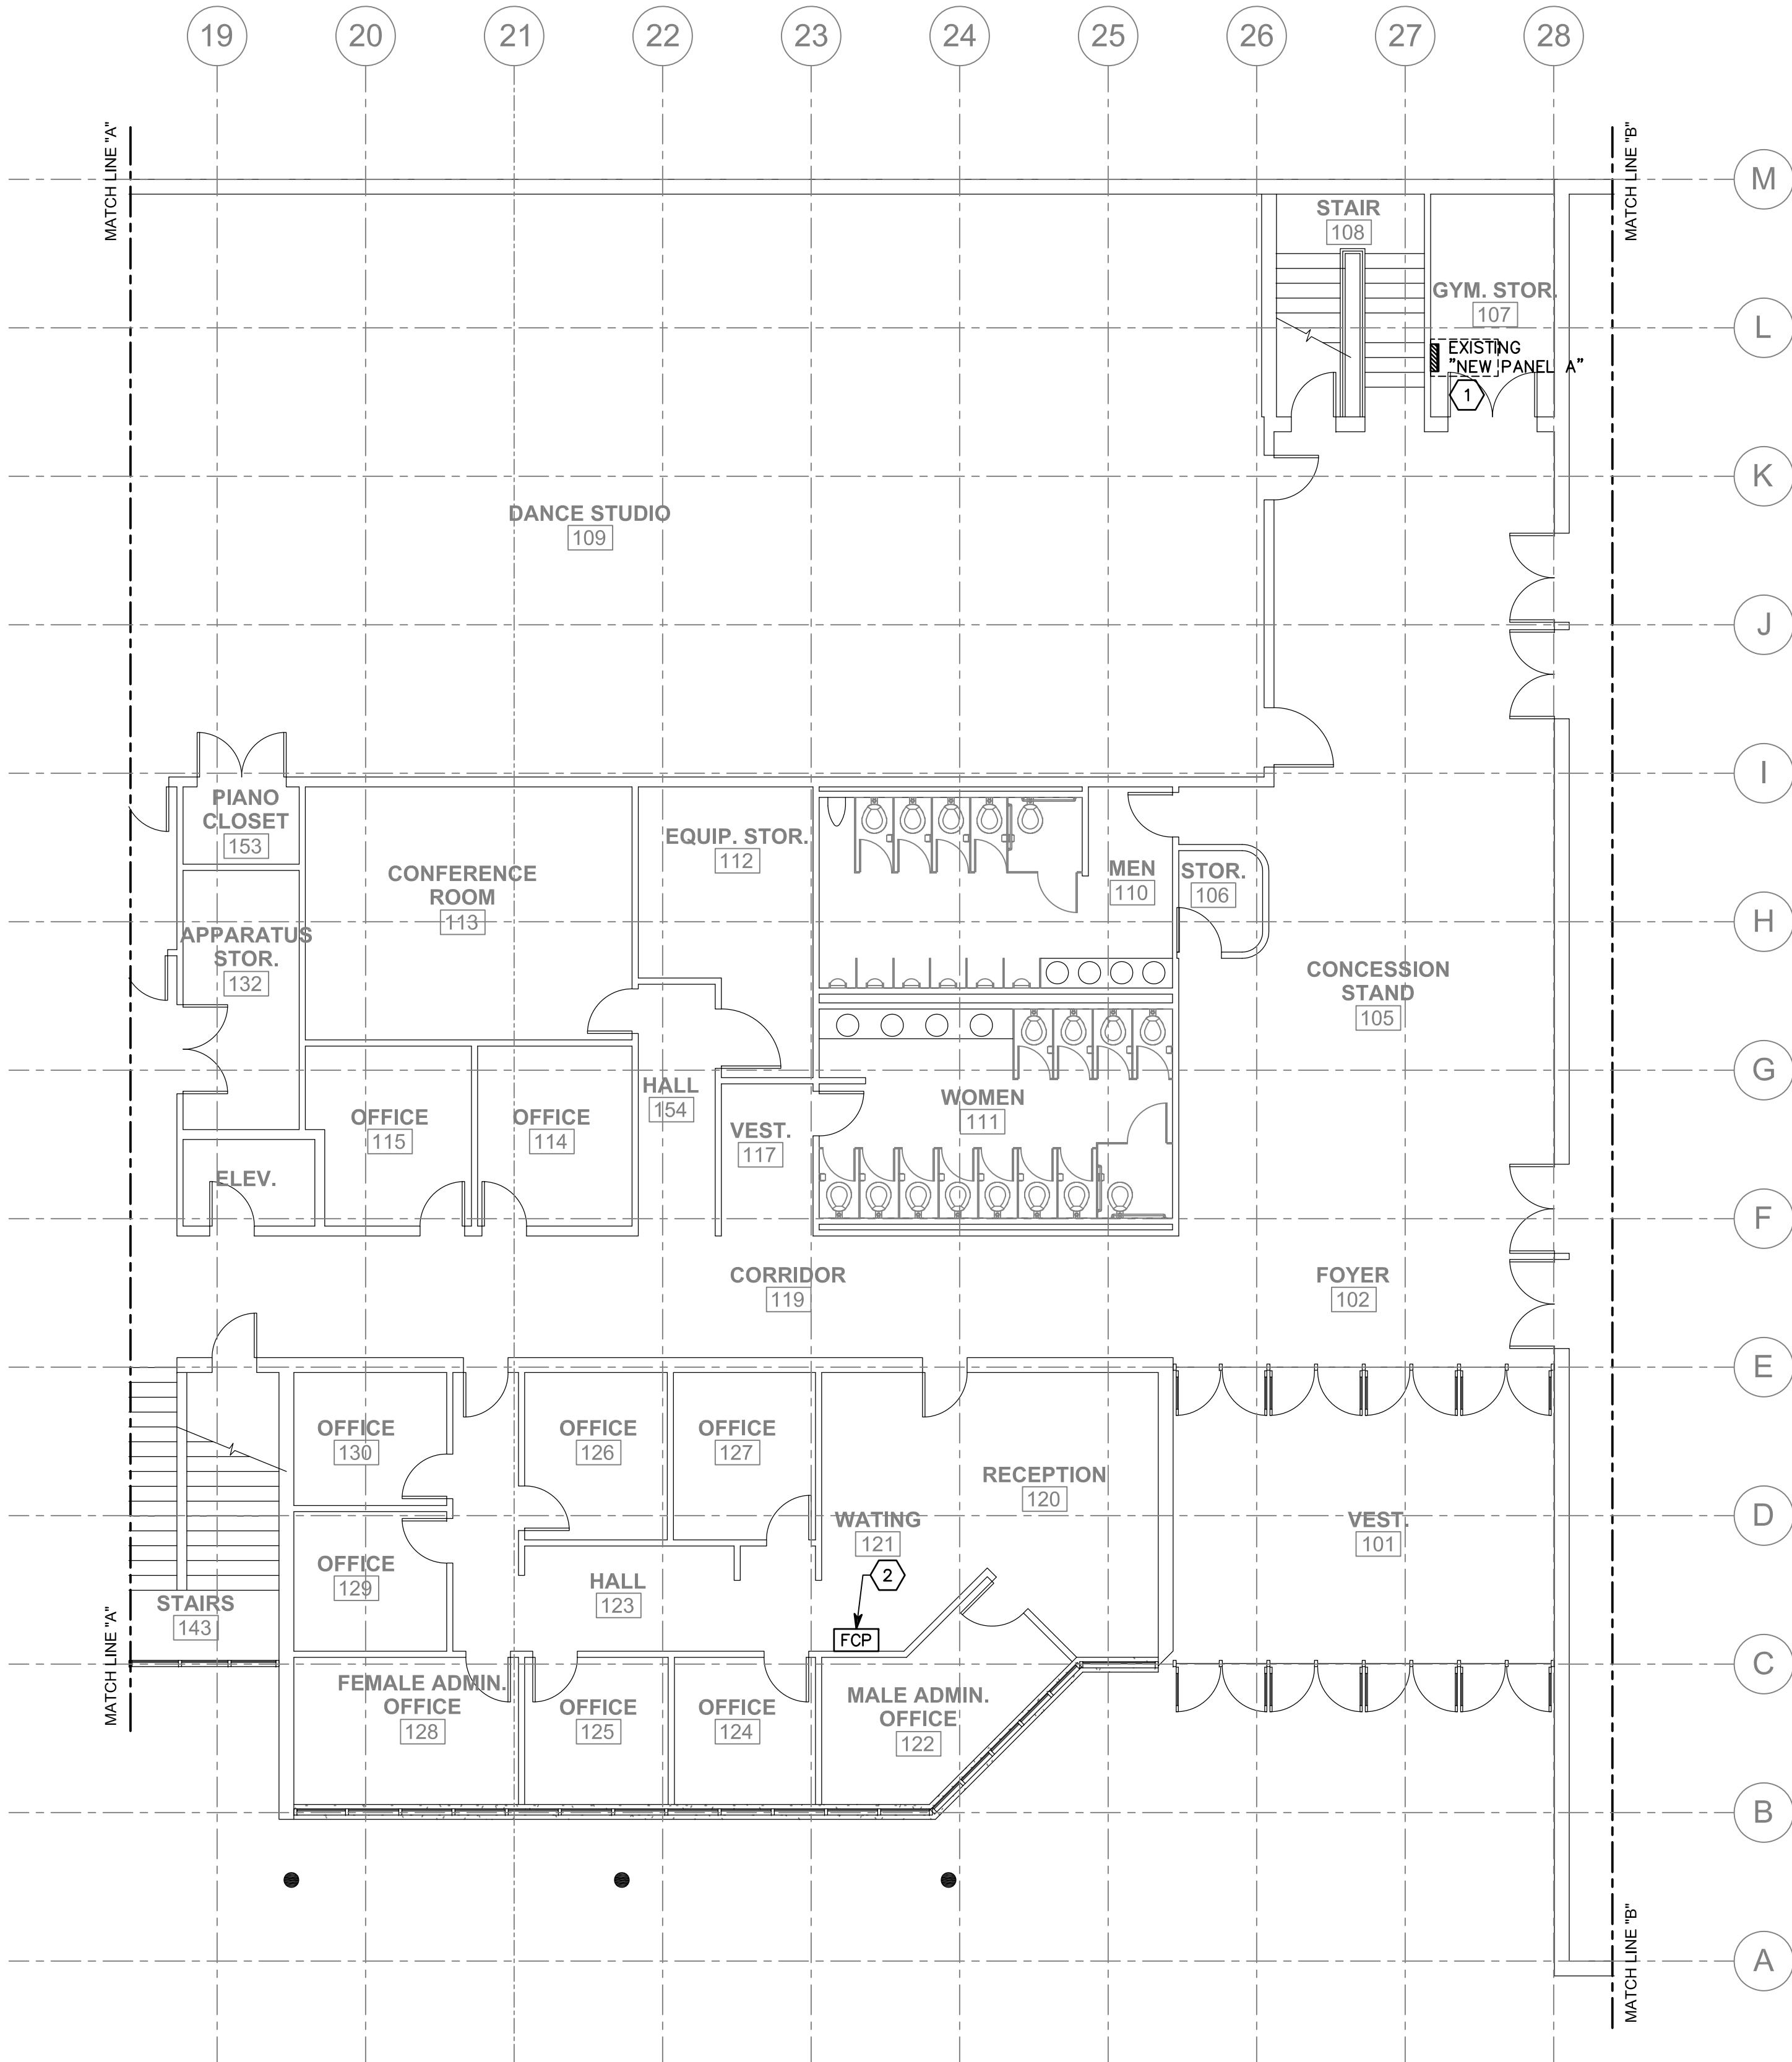 19 20 21 22 23 24 25 26 27 28
MATCH LINE "A"
MATCH LINE "B"
M
STAIR
108
GYM. STOR.
107
L
EXISTING
"NEW PANEL A"
1
K
DANCE STUDIO
109
J
I
PIANO
CLOSET
153
EQUIP. STOR.
112
CONFERENCE
ROOM
113
MEN
110
STOR.
106
H
APPARATUS
STOR.
132
CONCESSION
STAND
105
G
HALL
154
OFFICE
115
OFFICE
114
WOMEN
111
VEST.
117
ELEV.
F
CORRIDOR
119
FOYER
102
E
OFFICE
130
OFFICE
126
OFFICE
127
RECEPTION
120
D
WATING
121
VEST.
101
OFFICE
129
HALL
123
2
STAIRS
143
FCP
MATCH LINE "A"
C
FEMALE ADMIN.
OFFICE
128
OFFICE
125
OFFICE
124
MALE ADMIN.
OFFICE
122
B
MATCH LINE "B"
A